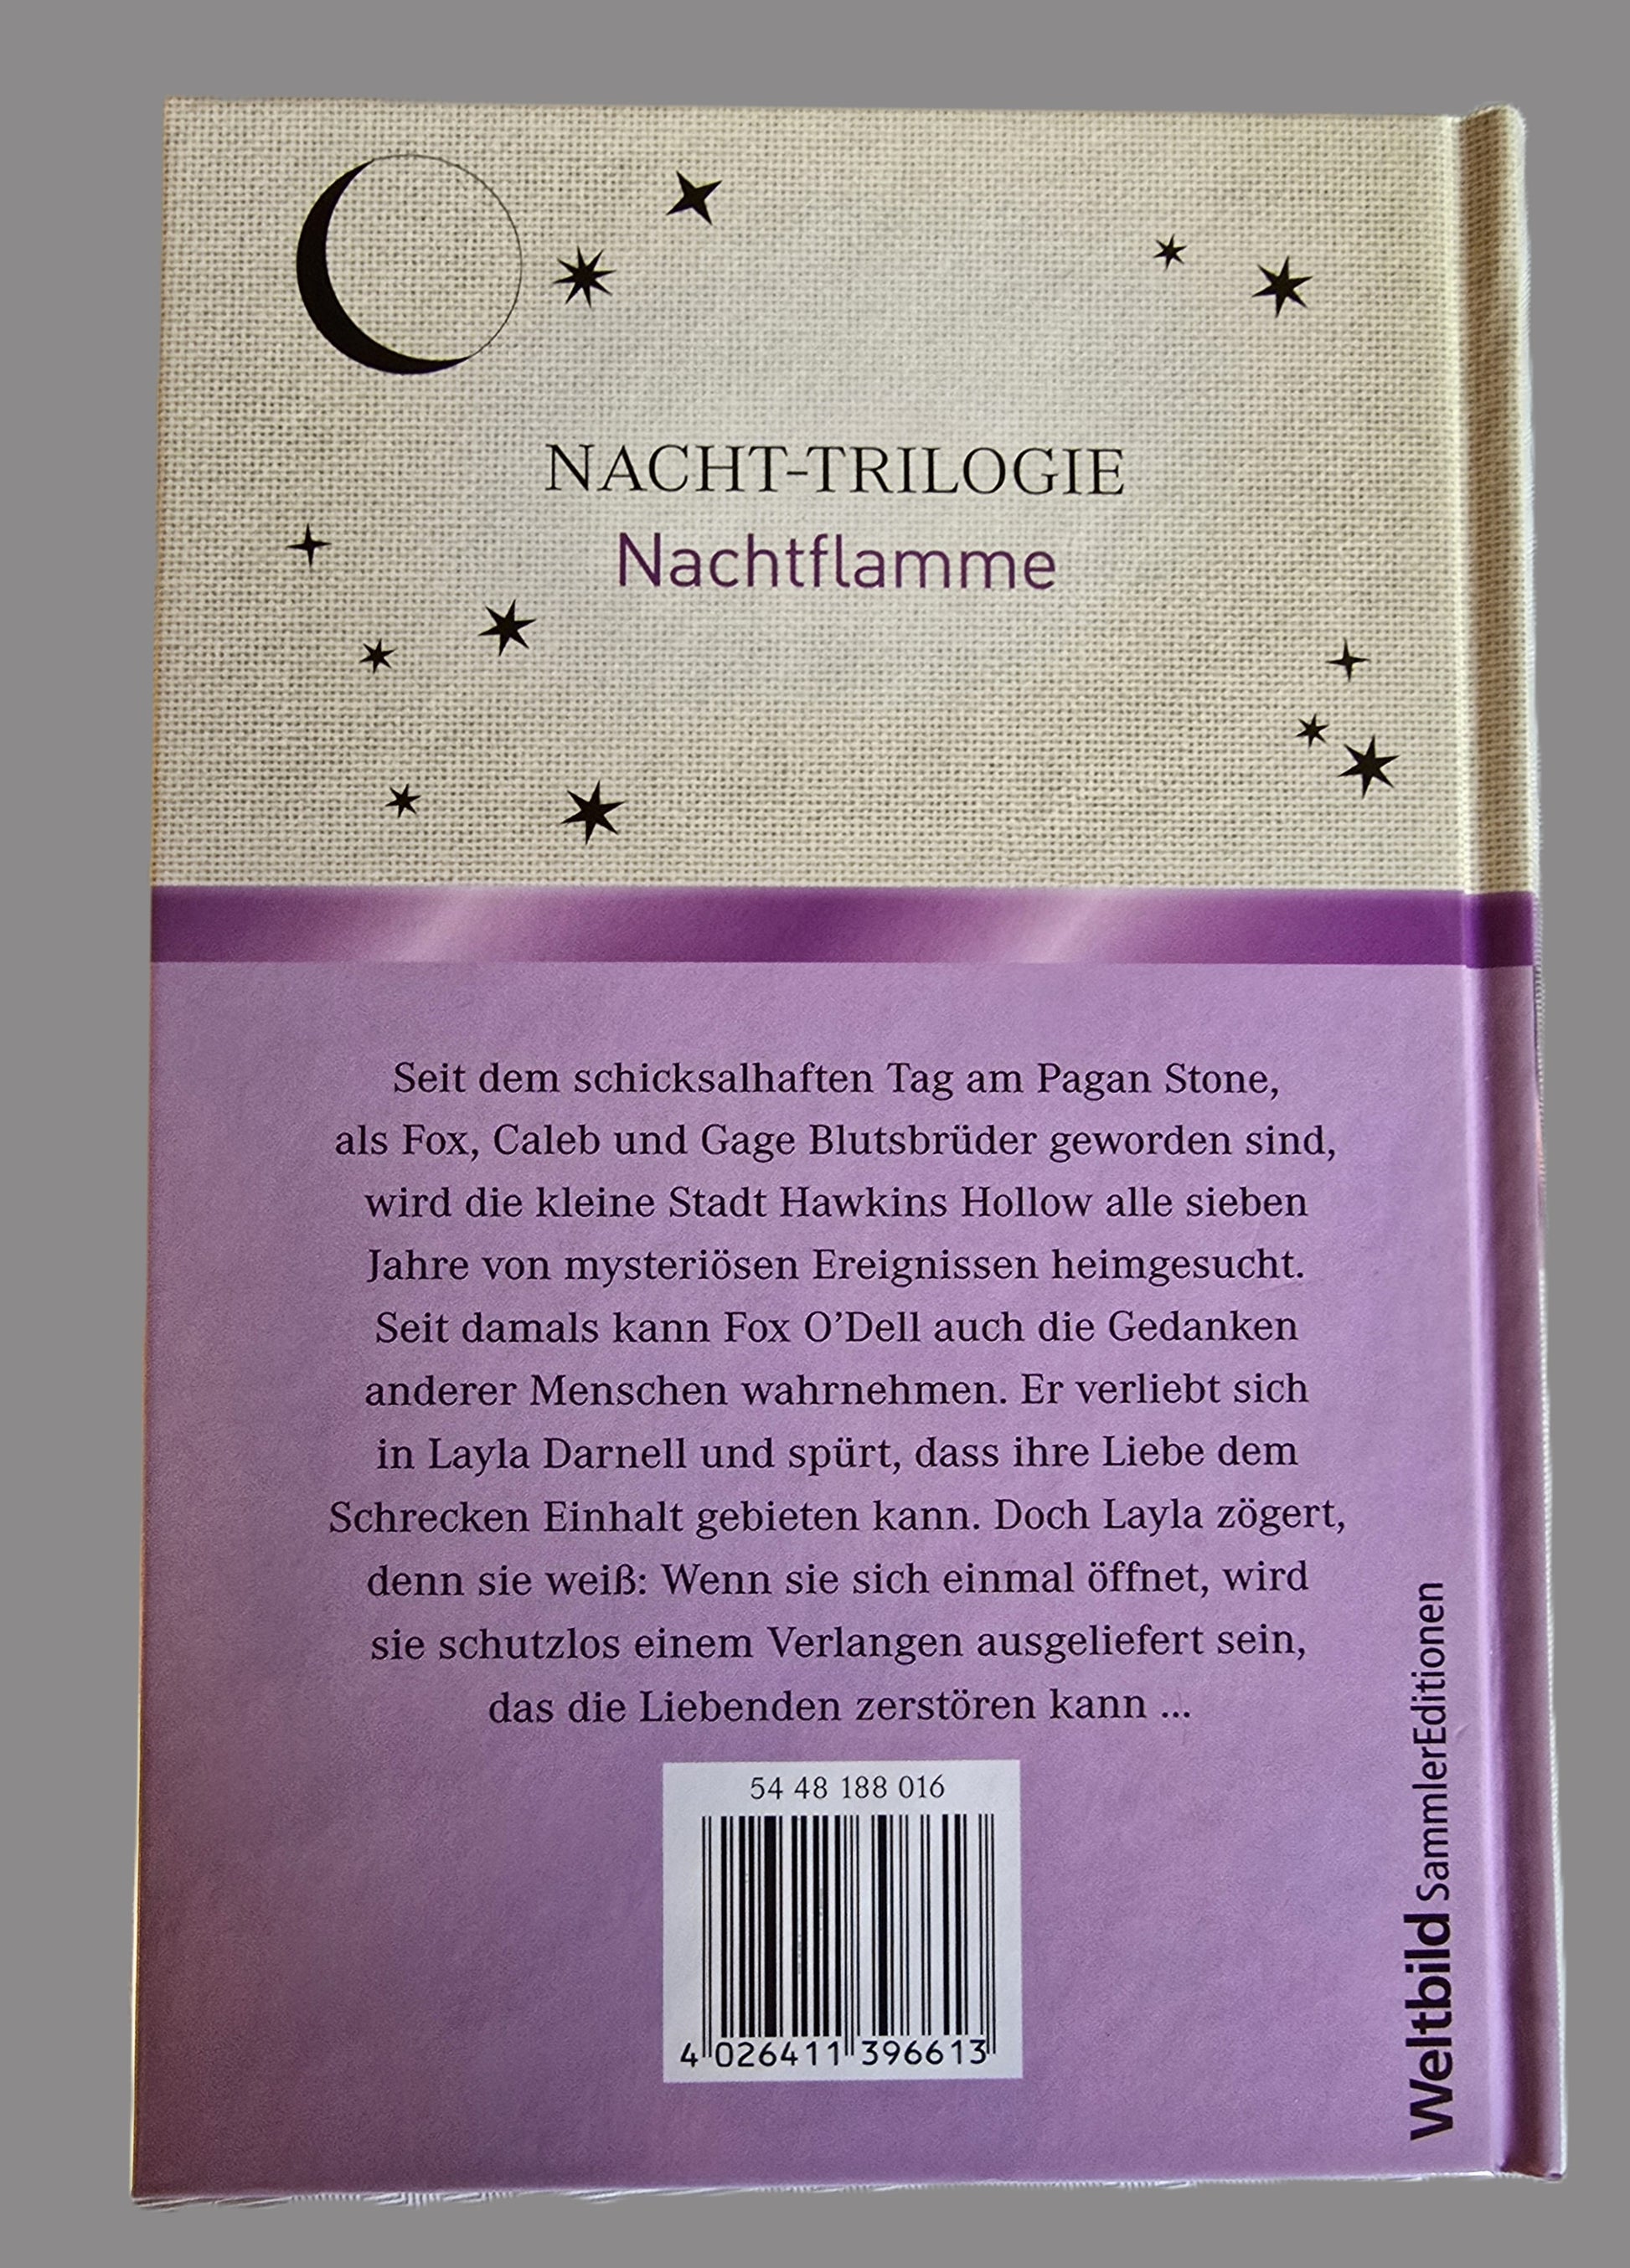 NACHT-TRILOGIE
Nachtflamme
Seit dem schicksalhaften Tag am Pagan Stone,
als Fox, Caleb und Gage Blutsbrüder geworden sind,
wird die kleine Stadt Hawkins Hollow alle sieben
Jahre von mysteriösen Ereignissen heimgesucht.
Seit damals kann Fox O’Dell auch die Gedanken
anderer Menschen wahrnehmen. Er verliebt sich
in Layla Darnell und spürt, dass ihre Liebe dem
Schrecken Einhalt gebieten kann. Doch Layla zögert,
denn sie weiß: Wenn sie sich einmal öffnet, wird
sie schutzlos einem Verlangen ausgeliefert sein,
das die Liebenden zerstören kann ...
54 48 188 016
4 026411 396613
Weltbild SammlerEditionen